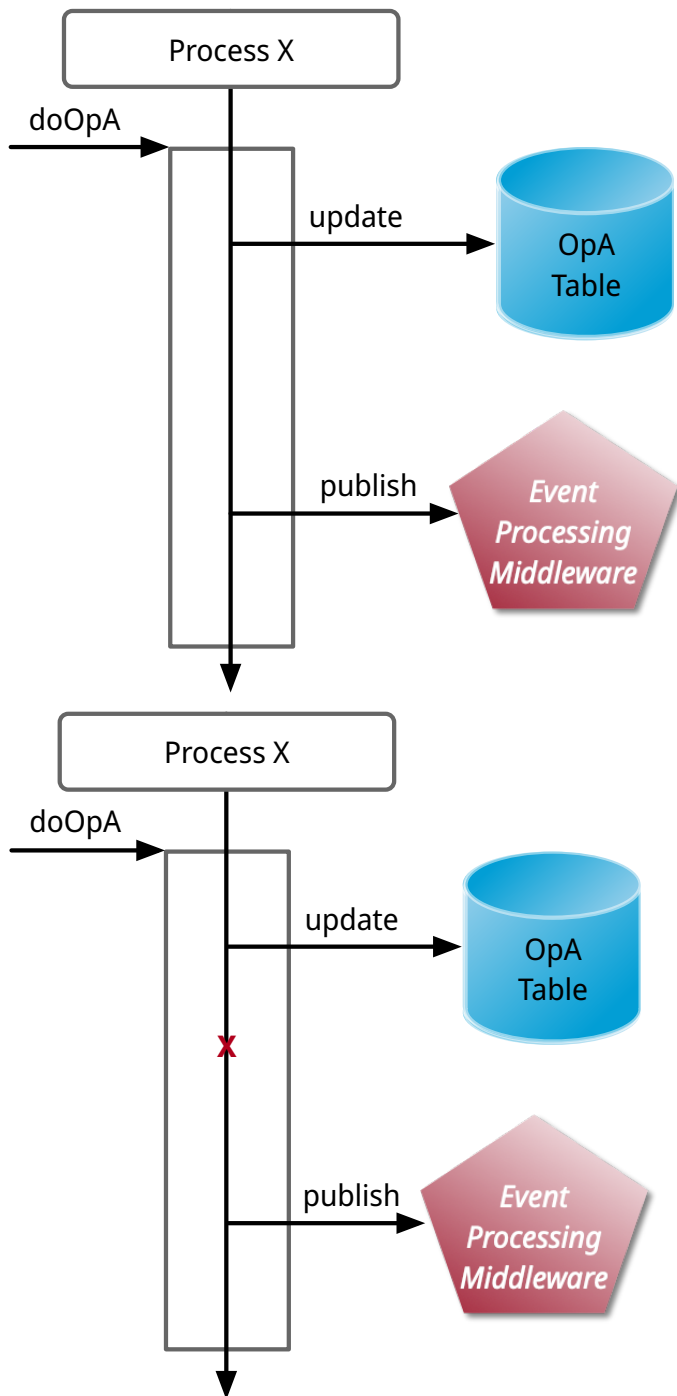 Process X
doOpA
update
OpA
Table
publish
Event
Processing
Middleware
Process X
doOpA
update
OpA
Table
x
publish
Event
Processing
Middleware